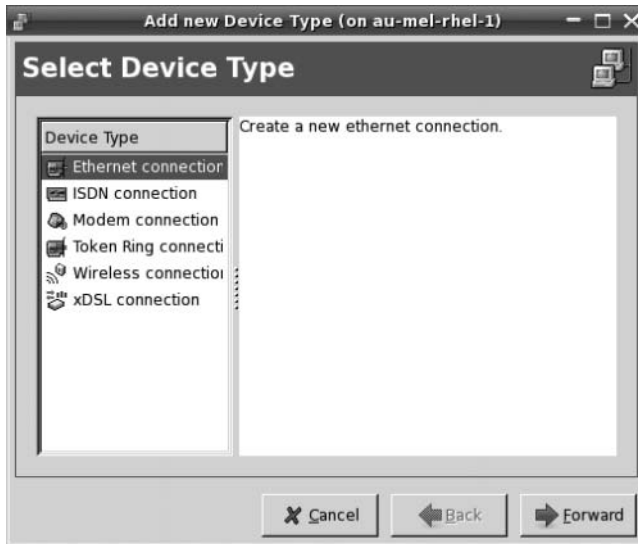 Add new Device Type (on au-mel-rhel-1)
Select Device Type
Device Type
Create a new ethernet connection.
Ethernet connection
ISDN connection
Modem connection
Token Ring connecti
Wireless connection
xDSL connection
Cancel
Back
Forward